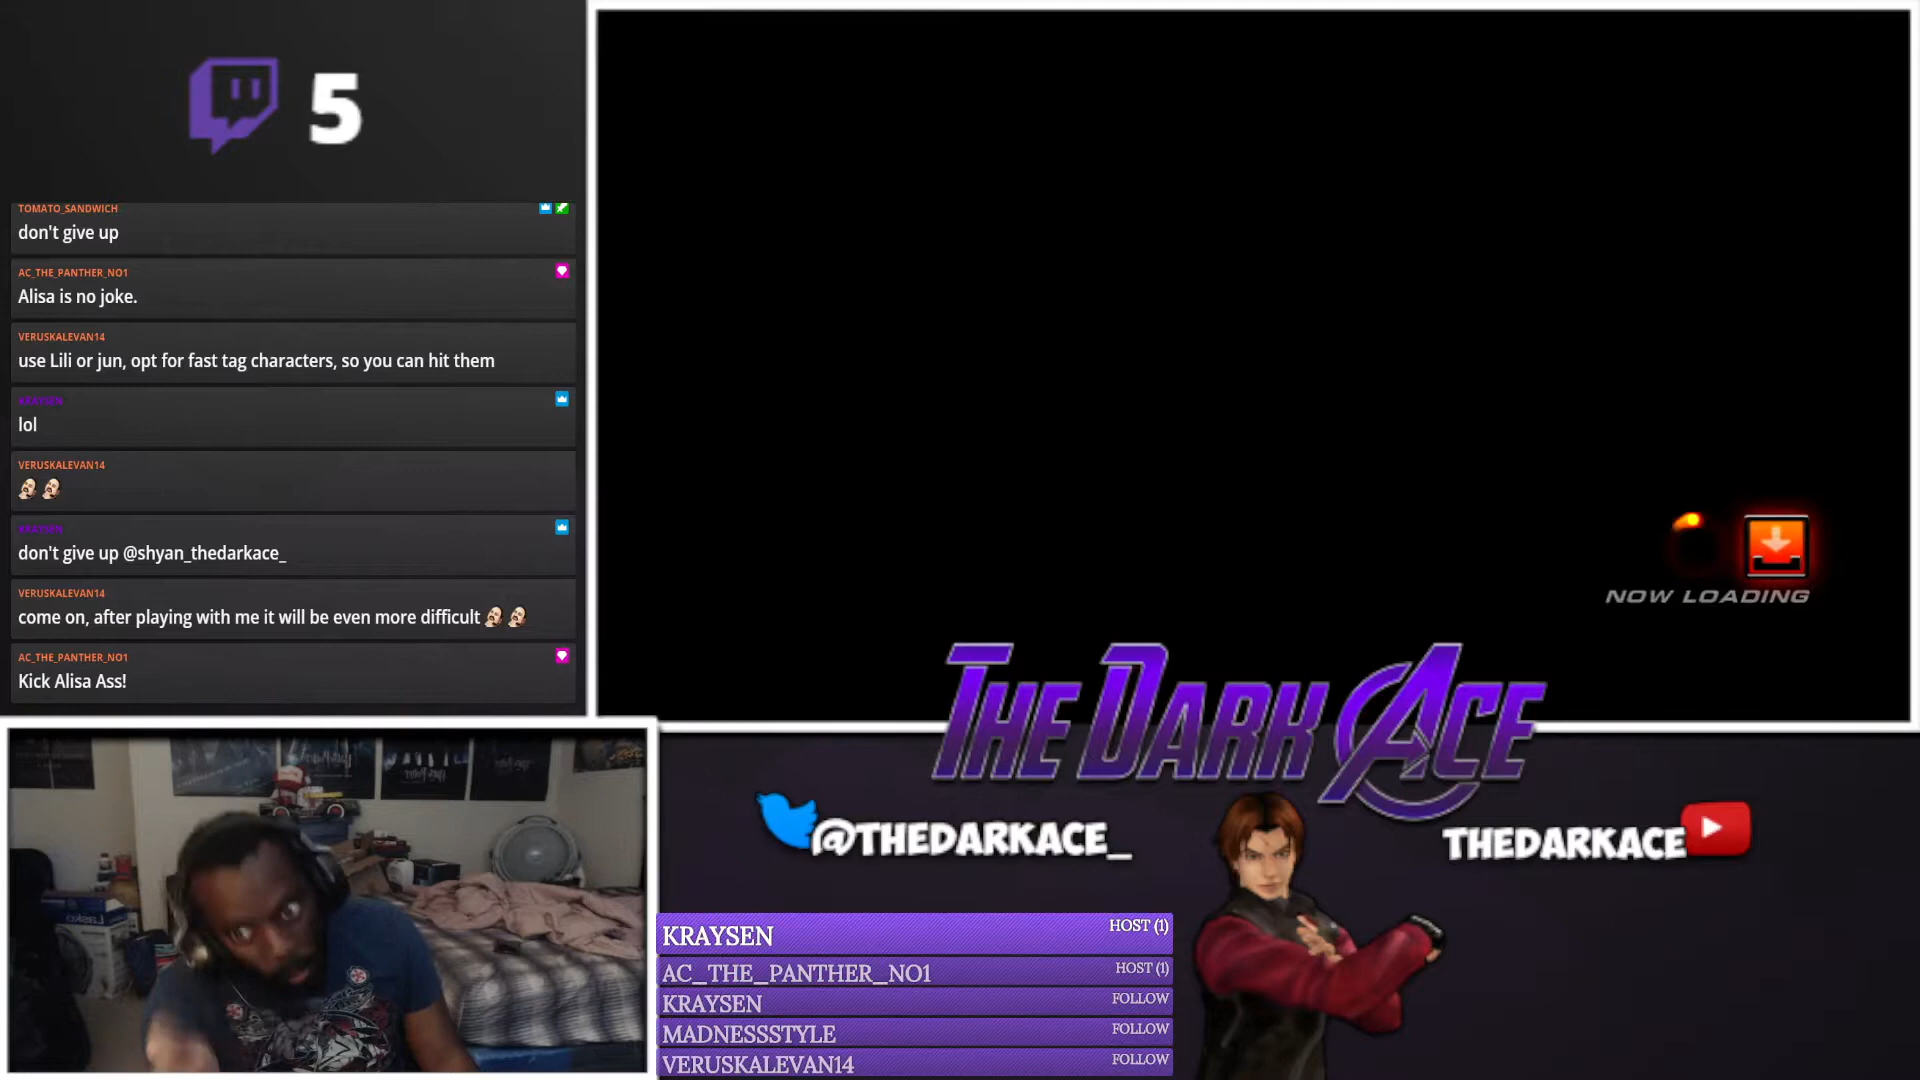 5
TOMATO_SANDWICH
don't give up
AC_THE_PANTHER_NO1
Alisa is no joke.
VERUSKALEVAN14
use Lili or jun, opt for fast tag characters, so you can hit them
KRAYSEN
lol
VERUSKALEVAN14
KRAYSEN
don't give up @shyan_thedarkace_
VERUSKALEVAN14
come on, after playing with me it will be even more difficult
AC_THE_PANTHER_NO1
Kick Alisa Ass!
NOW LOADING
THE DARK ACE
@THEDARKACE_
THEDARKACE
KRAYSEN HOST (1)
AC_THE_PANTHER_NO1 HOST (1)
KRAYSEN FOLLOW
MADNESSSTYLE FOLLOW
VERUSKALEVAN14 FOLLOW
Lasko